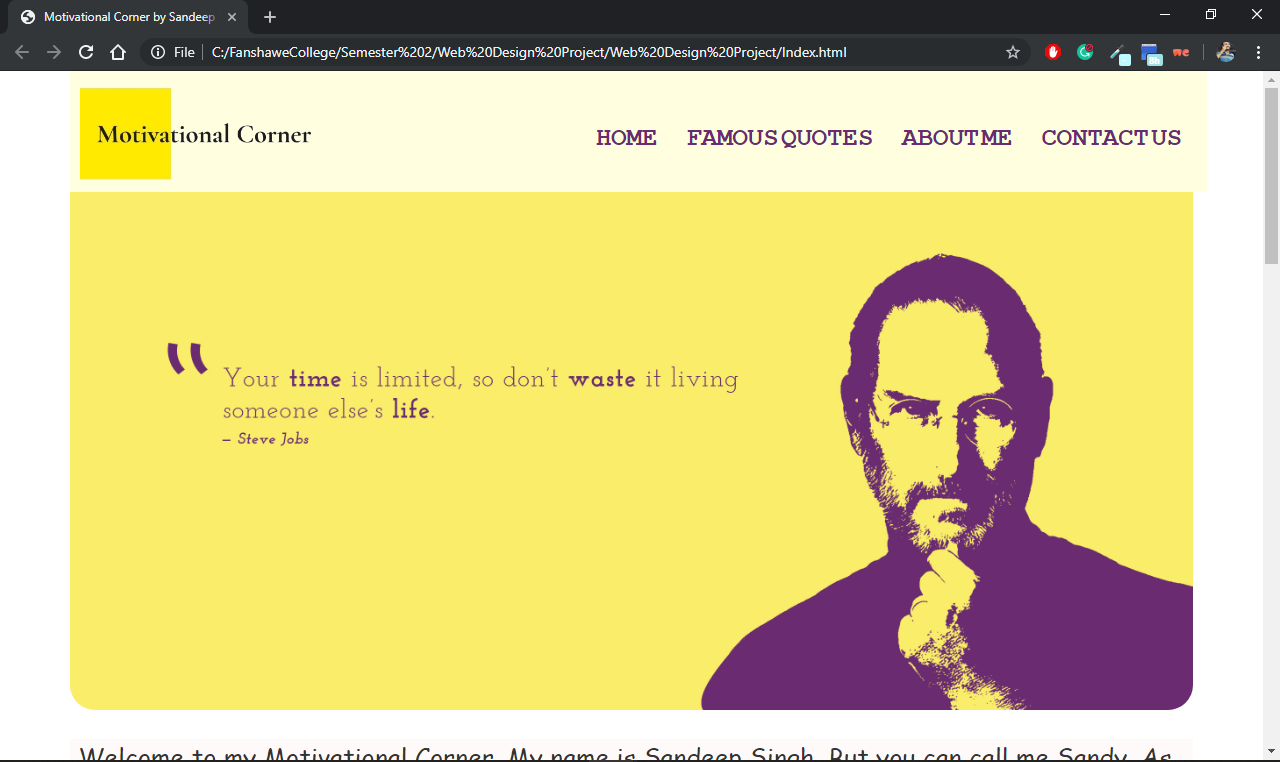 Motivational Corner by Sandeep
File
C:/FanshaweCollege/Semester%202/Web%20Design%20Project/Web%20Design%20Project/Index.html
8h
Motivational Corner
HOME FAMOUS QUOTES ABOUT ME CONTACT US
“
Your time is limited, so don't waste it living
someone else's life.
– Steve Jobs
Welcome to my Motivational Corner. My name is Sandeep Singh. But you can call me Sandy. As